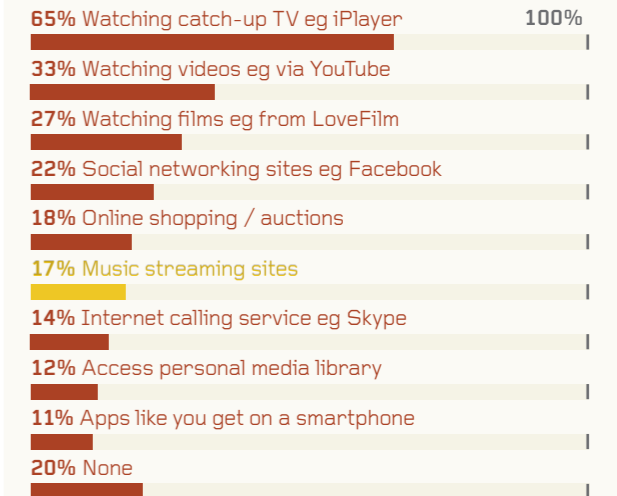 65% Watching catch-up TV eg iPlayer 100%
33% Watching videos eg via YouTube
27% Watching films eg from LoveFilm
22% Social networking sites eg Facebook
18% Online shopping / auctions
17% Music streaming sites
14% Internet calling service eg Skype
12% Access personal media library
11% Apps like you get on a smartphone
20% None